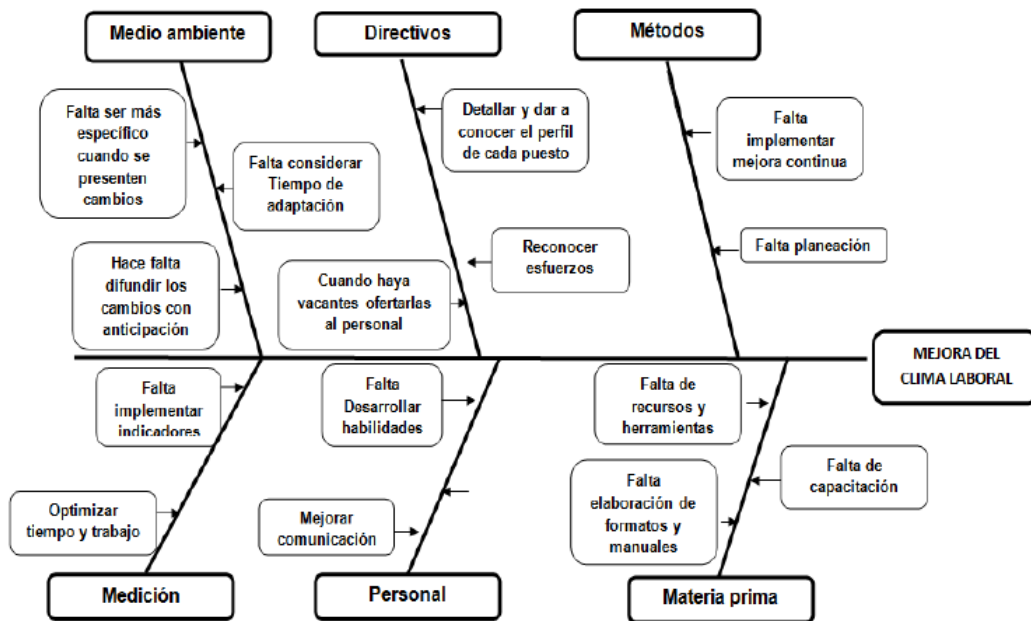 Medio ambiente
Directivos
Métodos
Falta ser más
específico
cuando se
presenten
cambios
Falta considerar
Tiempo de
adaptación
Hace falta
difundir los
cambios con
anticipación
Detallar y dar a
conocer el perfil
de cada puesto
Reconocer
esfuerzos
Cuando haya
vacantes ofertarlas
al personal
Falta
implementar
mejora continua
Falta planeación
MEJORA DEL
CLIMA LABORAL
Falta
implementar
indicadores
Optimizar
tiempo y trabajo
Falta
Desarrollar
habilidades
Mejorar
comunicación
Falta de
recursos y
herramientas
Falta de
capacitación
Falta
elaboración de
formatos y
manuales
Medición
Personal
Materia prima